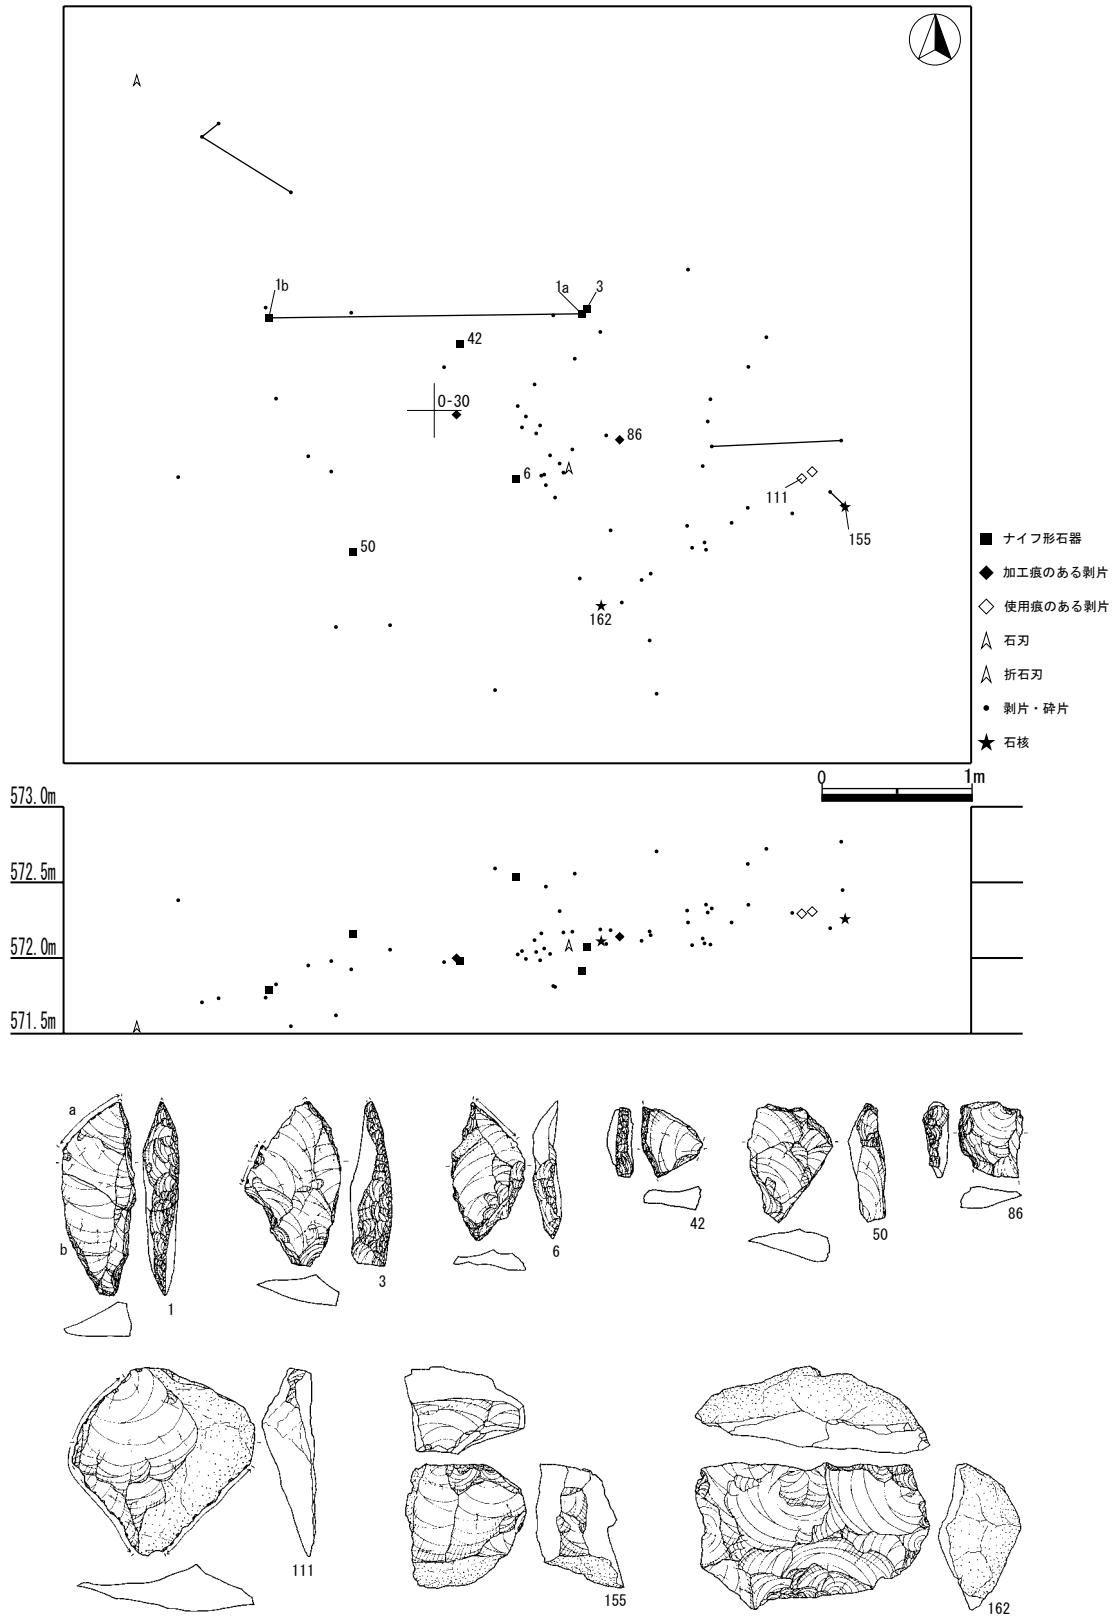 1b
1a
3
42
0-30
86
6
111
155
50
162
ナイフ形石器
加工痕のある剥片
使用痕のある剥片
石刃
折石刃
剥片・砕片
石核
0 1m
573.0m
572.5m
572.0m
571.5m
a
b
1
3
6
42
50
86
111
155
162